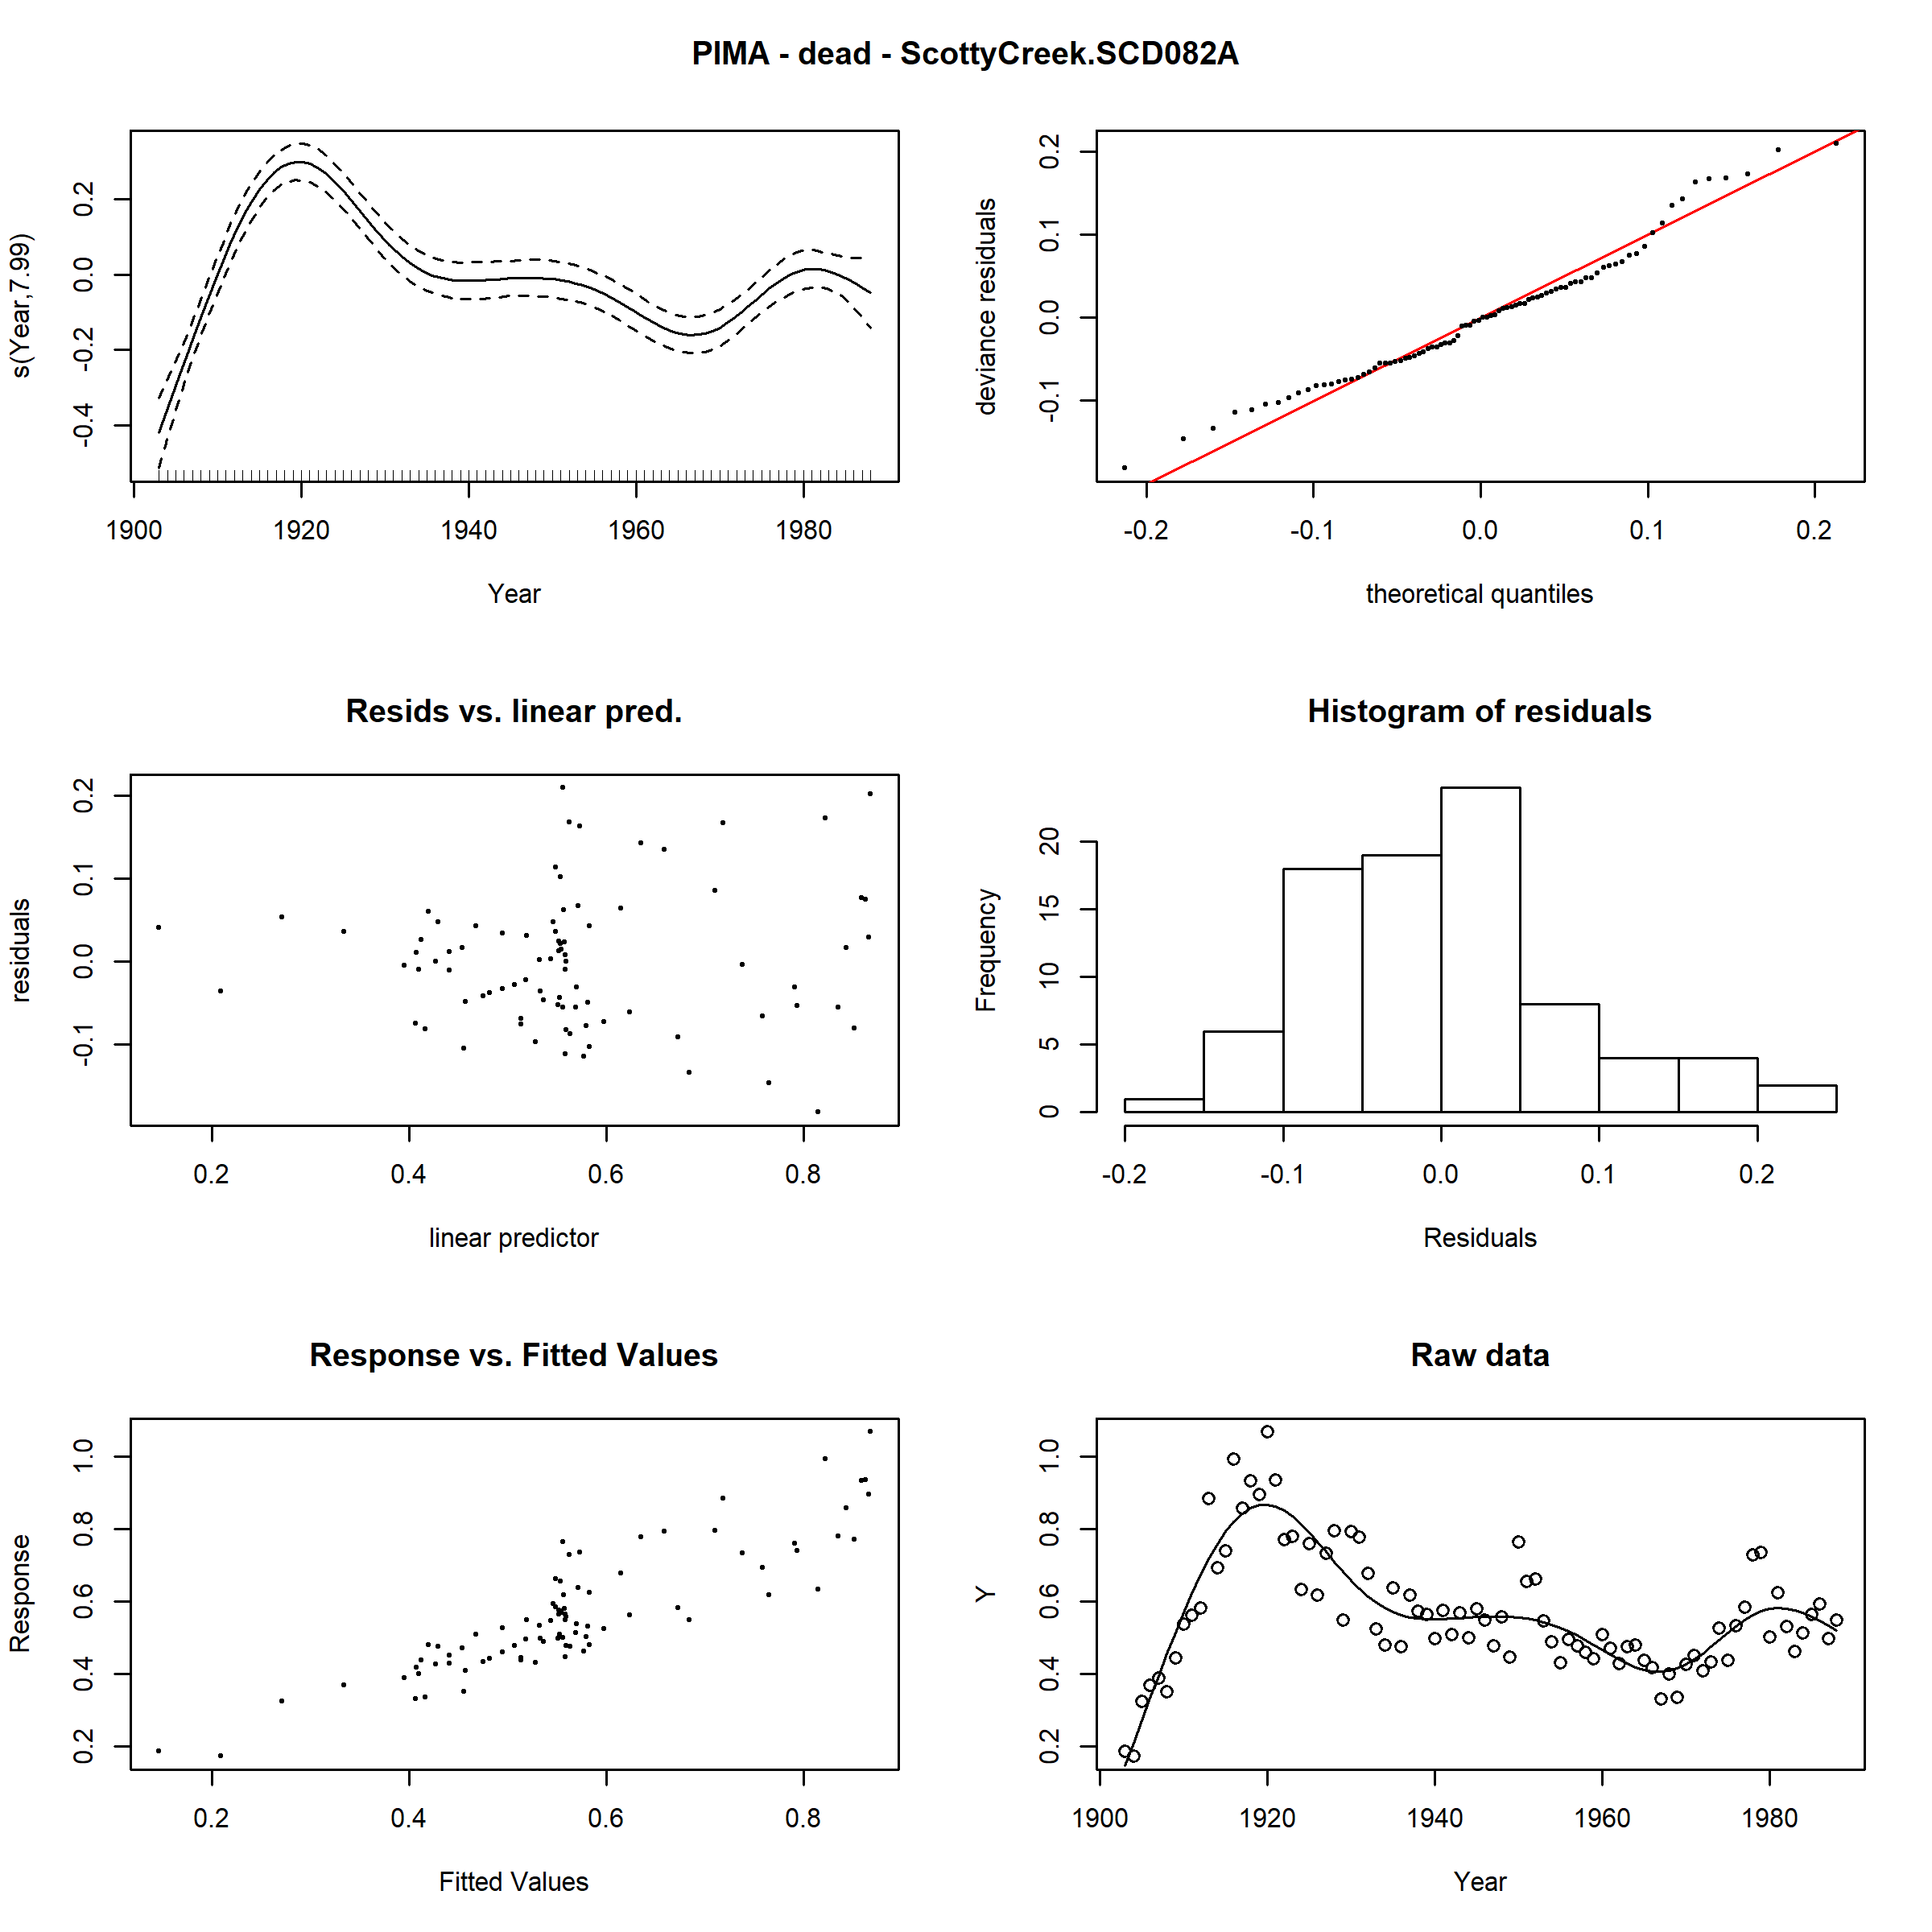 PIMA - dead - ScottyCreek.SCD082A
s(Year,7.99)
-0.4 -0.2 0.0 0.2
1900 1920 1940 1960 1980
Year
deviance residuals
-0.1 0.0 0.1 0.2
-0.2 -0.1 0.0 0.1 0.2
theoretical quantiles
Resids vs. linear pred.
residuals
-0.1 0.0 0.1 0.2
0.2 0.4 0.6 0.8
linear predictor
Histogram of residuals
Frequency
0 5 10 15 20
-0.2 -0.1 0.0 0.1 0.2
Residuals
Response vs. Fitted Values
Response
0.2 0.4 0.6 0.8 1.0
0.2 0.4 0.6 0.8
Fitted Values
Raw data
Y
0.2 0.4 0.6 0.8 1.0
1900 1920 1940 1960 1980
Year